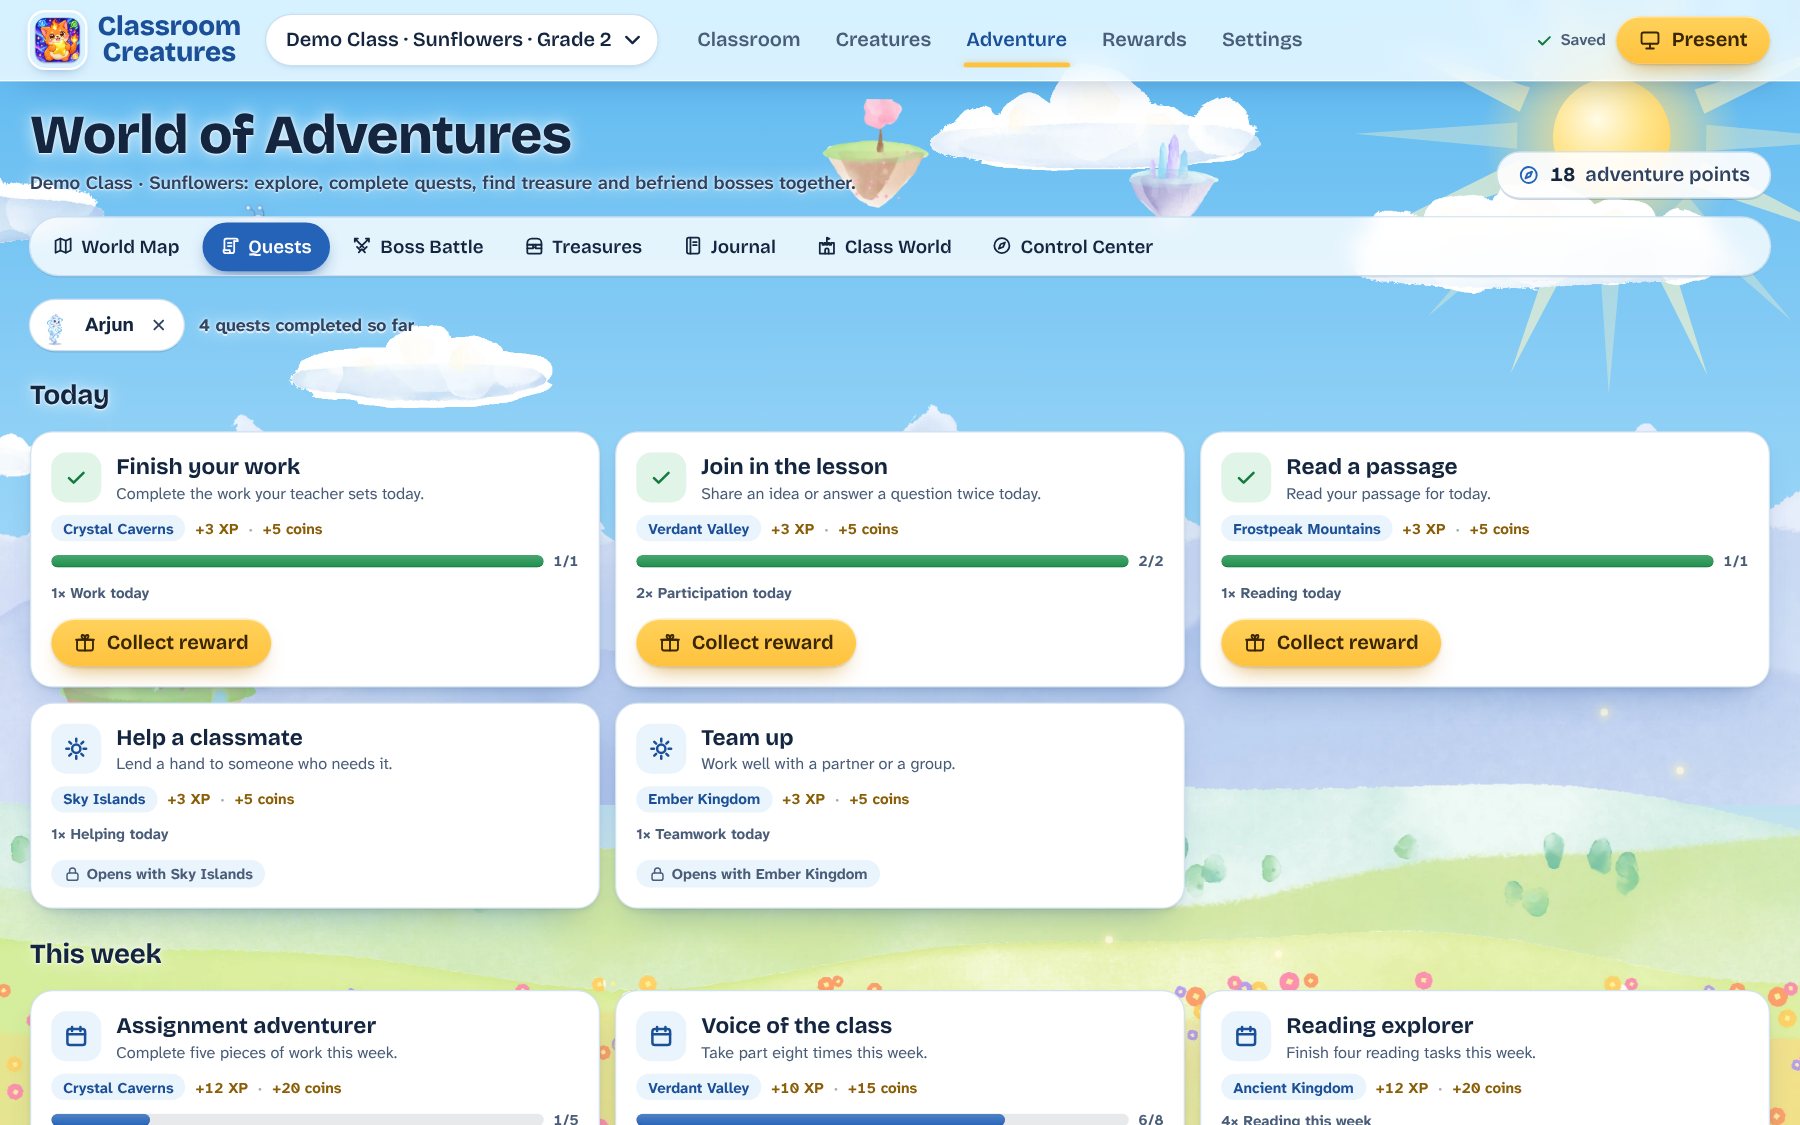 Classroom
Creatures
Demo Class · Sunflowers · Grade 2
Classroom
Creatures
Adventure
Rewards
Settings
Saved
Present
World of Adventures
Demo Class · Sunflowers: explore, complete quests, find treasure and befriend bosses together.
18 adventure points
World Map
Quests
Boss Battle
Treasures
Journal
Class World
Control Center
Arjun
4 quests completed so far
Today
Finish your work
Complete the work your teacher sets today.
Crystal Caverns +3 XP · +5 coins
1/1
1× Work today
Collect reward
Join in the lesson
Share an idea or answer a question twice today.
Verdant Valley +3 XP · +5 coins
2/2
2× Participation today
Collect reward
Read a passage
Read your passage for today.
Frostpeak Mountains +3 XP · +5 coins
1/1
1× Reading today
Collect reward
Help a classmate
Lend a hand to someone who needs it.
Sky Islands +3 XP · +5 coins
1× Helping today
Opens with Sky Islands
Team up
Work well with a partner or a group.
Ember Kingdom +3 XP · +5 coins
1× Teamwork today
Opens with Ember Kingdom
This week
Assignment adventurer
Complete five pieces of work this week.
Crystal Caverns +12 XP · +20 coins
1/5
Voice of the class
Take part eight times this week.
Verdant Valley +10 XP · +15 coins
6/8
Reading explorer
Finish four reading tasks this week.
Ancient Kingdom +12 XP · +20 coins
4× Reading this week